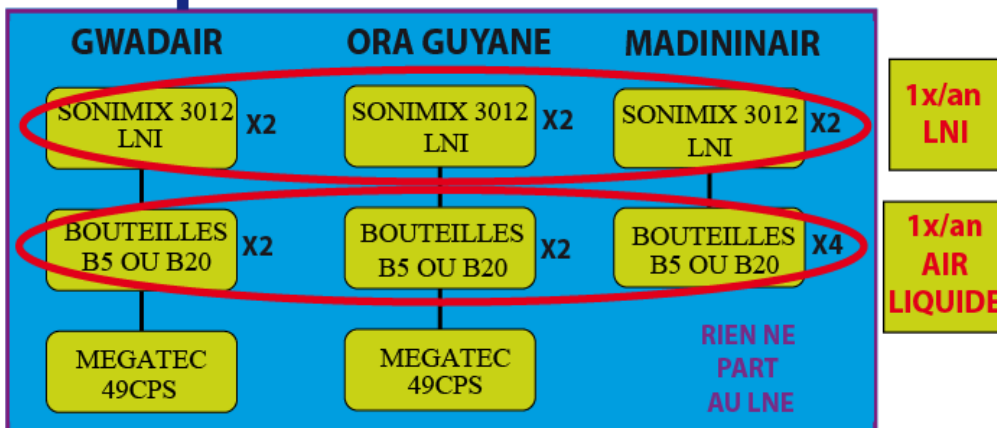 GWADAIR
ORA GUYANE
MADININAIR
SONIMIX 3012
LNI
X2
SONIMIX 3012
LNI
X2
SONIMIX 3012
LNI
X2
1x/an
LNI
BOUTEILLES
B5 OU B20
X2
BOUTEILLES
B5 OU B20
X2
BOUTEILLES
B5 OU B20
X4
1x/an
AIR
LIQUIDE
MEGATEC
49CPS
MEGATEC
49CPS
RIEN NE
PART
AU LNE